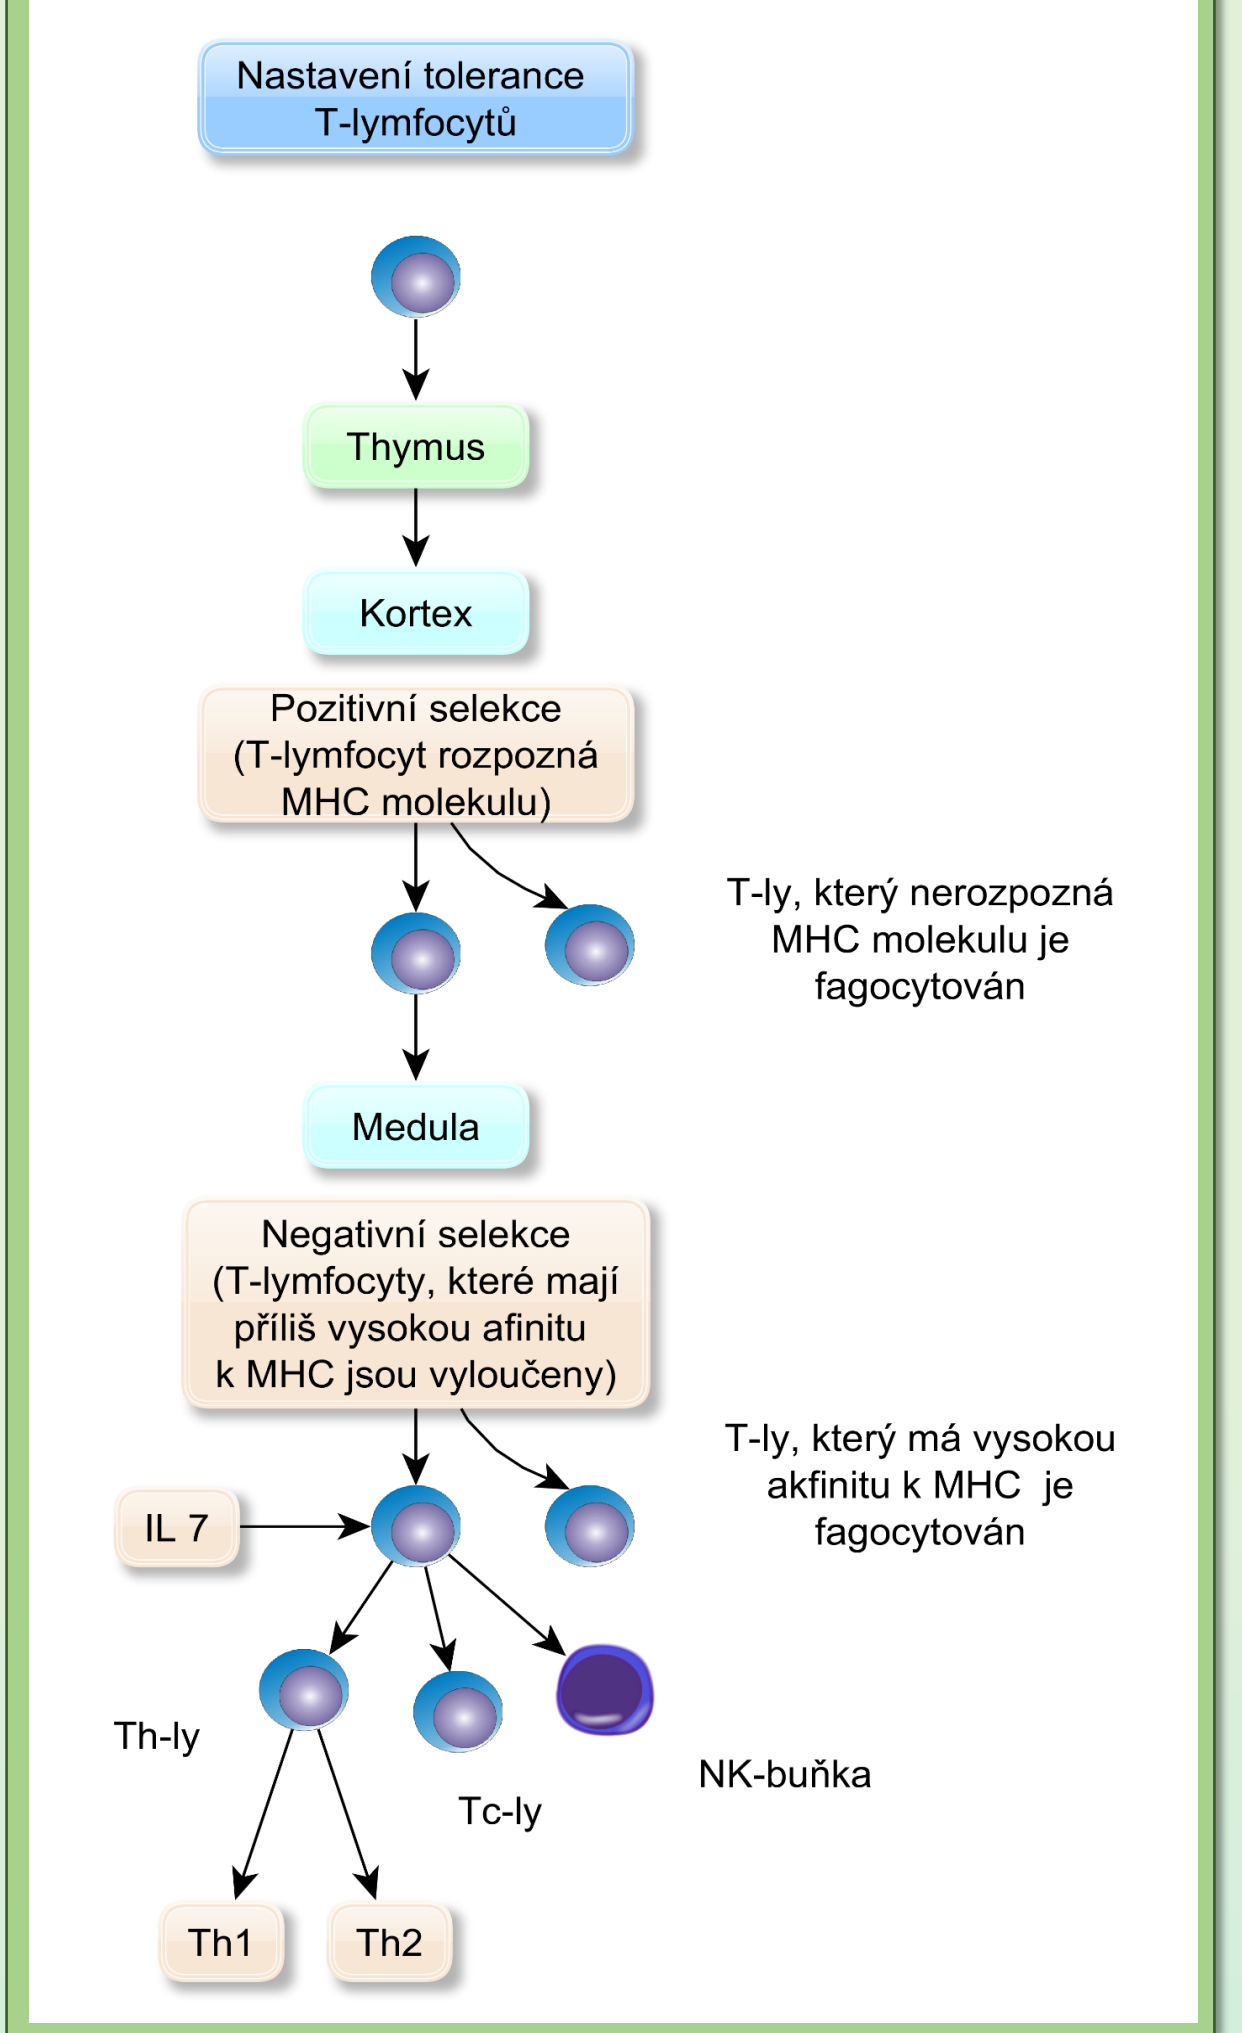 Nastavení tolerance
T-lymfocytů
Thymus
Kortex
Pozitivní selekce
(T-lymfocyt rozpozná
MHC molekulu)
T-ly, který nerozpozná
MHC molekulu je
fagocytován
Medula
Negativní selekce
(T-lymfocyty, které mají
příliš vysokou afinitu
k MHC jsou vyloučeny)
T-ly, který má vysokou
akfinitu k MHC je
fagocytován
IL 7
Th-ly
NK-buňka
Tc-ly
Th1
Th2